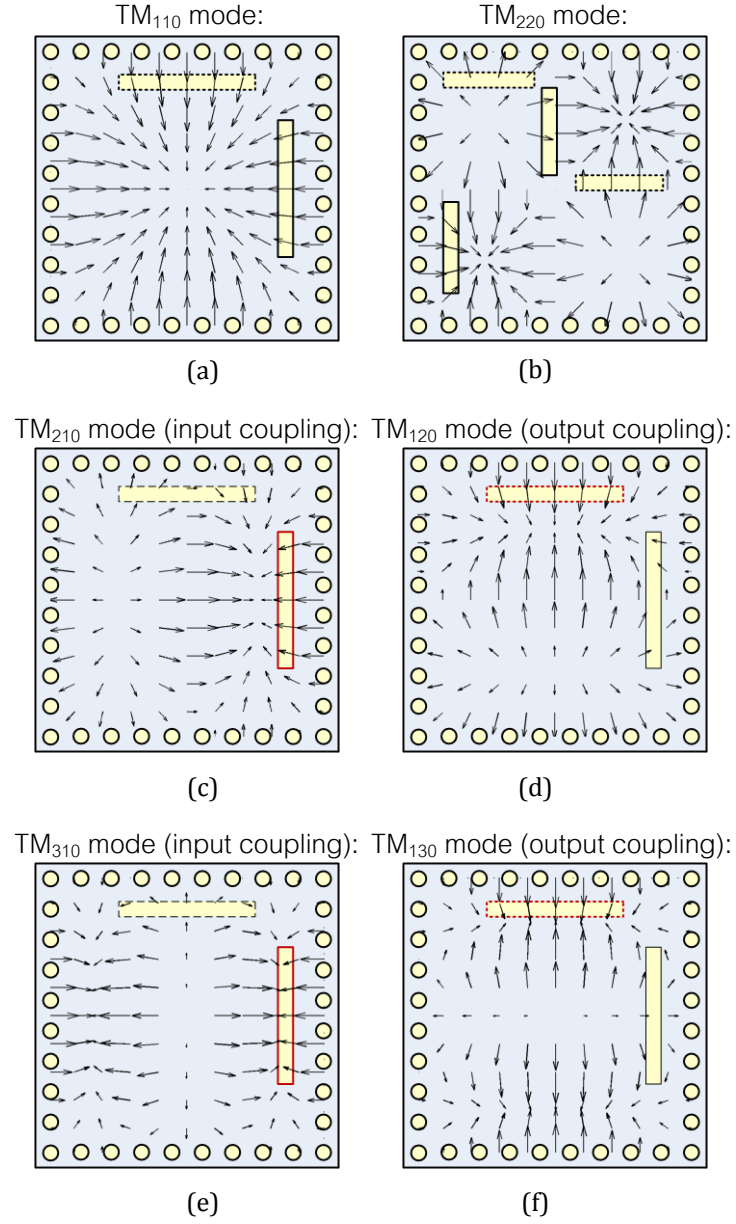 TM₁₁₀ mode: TM₂₂₀ mode:
(a) (b)
TM₂₁₀ mode (input coupling): TM₁₂₀ mode (output coupling):
(c) (d)
TM₃₁₀ mode (input coupling): TM₁₃₀ mode (output coupling):
(e) (f)